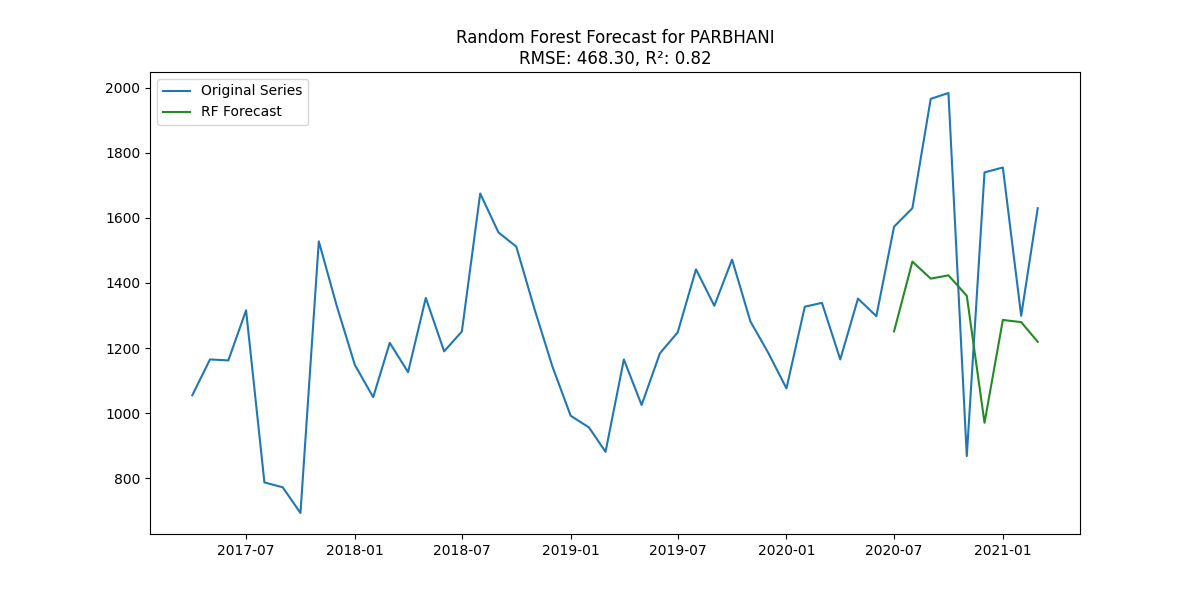 Random Forest Forecast for PARBHANI
RMSE: 468.30, R²: 0.82
Original Series
RF Forecast
2000
1800
1600
1400
1200
1000
800
2017-07 2018-01 2018-07 2019-01 2019-07 2020-01 2020-07 2021-01